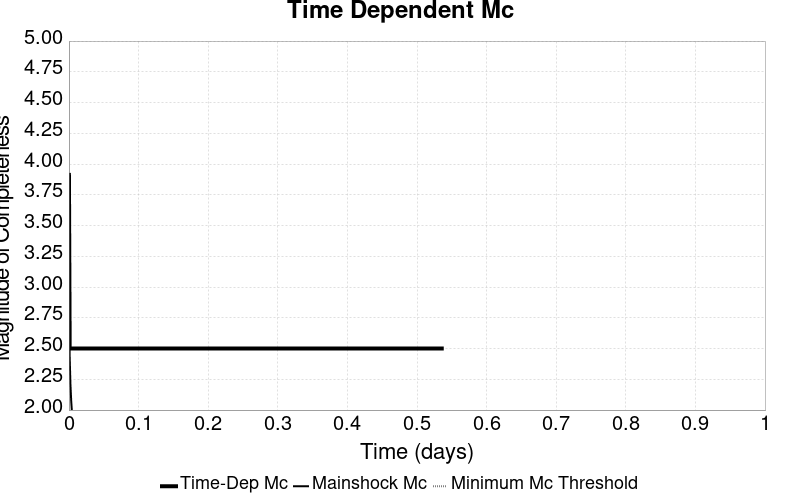 Time Dependent Mc
5.00
4.75
4.50
4.25
4.00
3.75
3.50
3.25
3.00
2.75
2.50
2.25
2.00
Magnitude of Completeness
0 0.1 0.2 0.3 0.4 0.5 0.6 0.7 0.8 0.9 1
Time (days)
Time-Dep Mc Mainshock Mc Minimum Mc Threshold